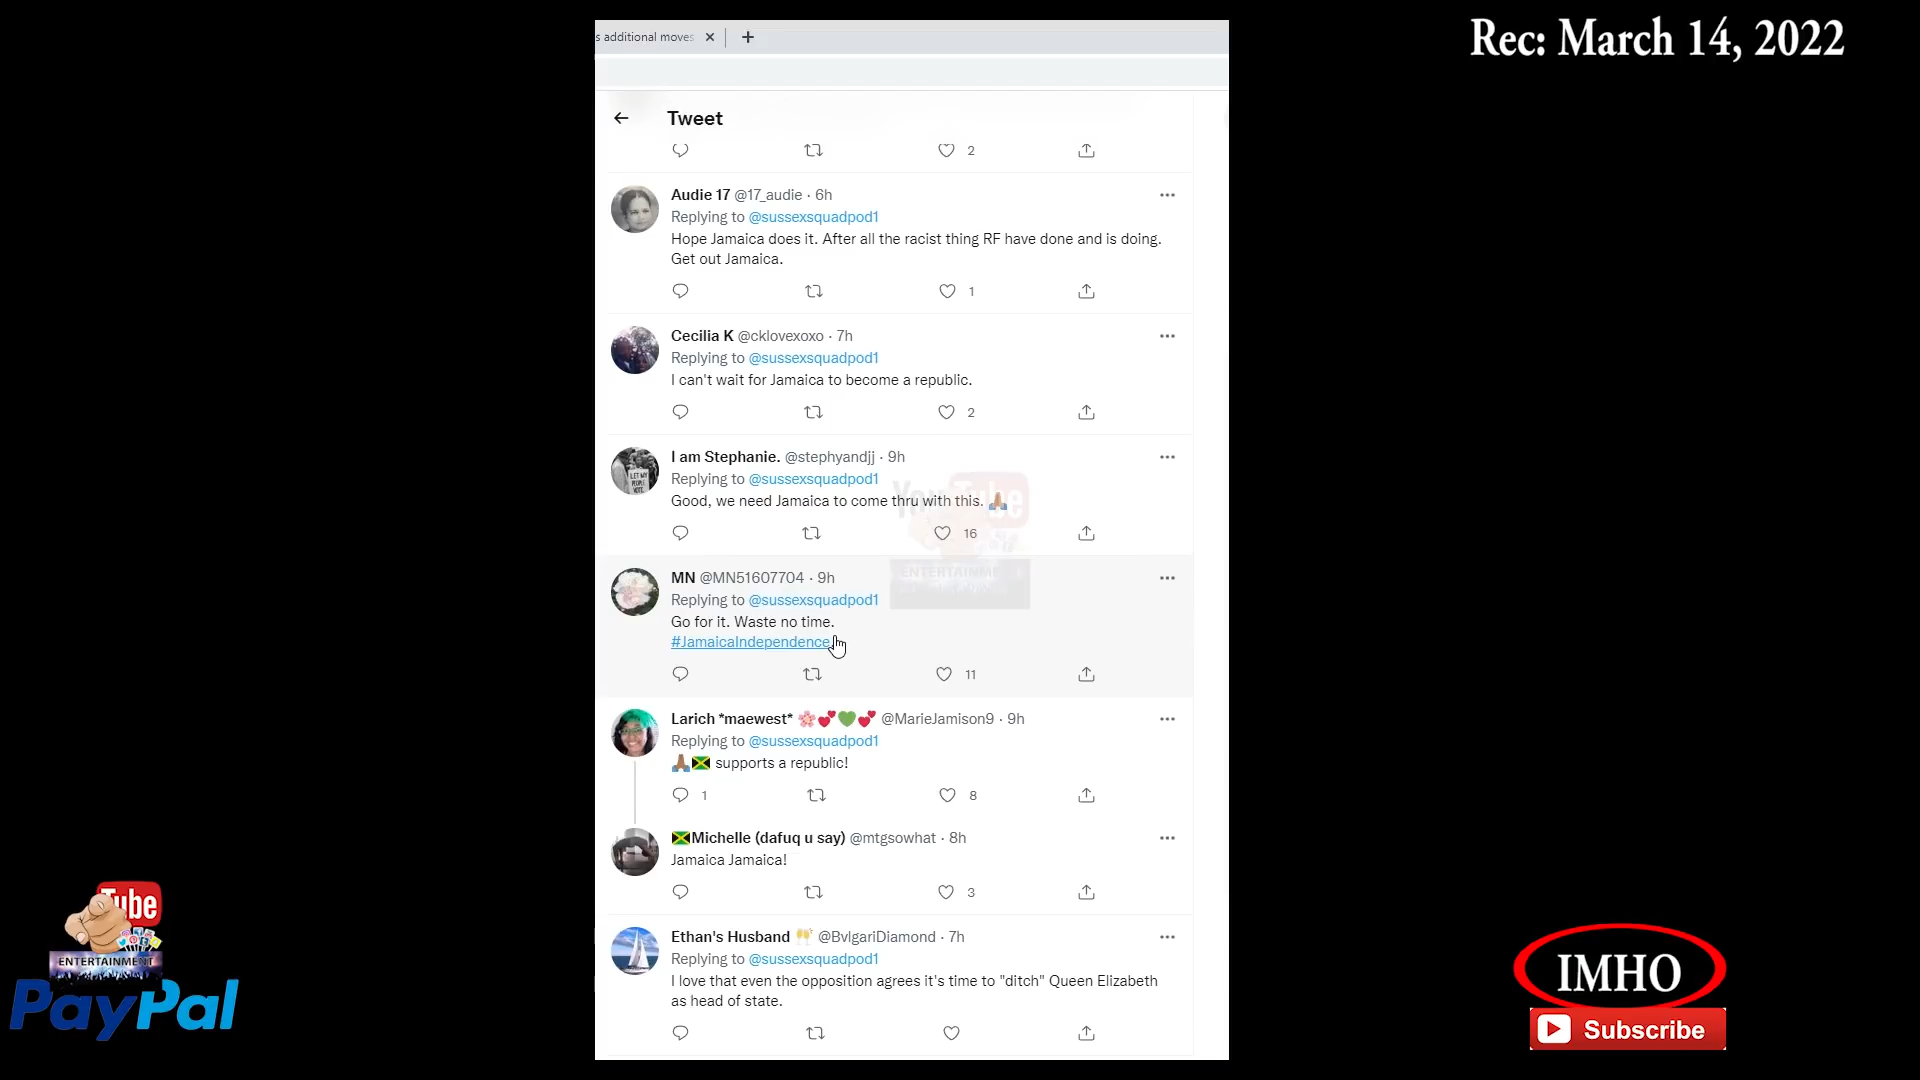 Rec: March 14, 2022
s additional moves
Tweet
2
Audie 17 @17_audie · 6h
Replying to @sussexsquadpod1
Hope Jamaica does it. After all the racist thing RF have done and is doing.
Get out Jamaica.
1
Cecilia K @cklovexoxo · 7h
Replying to @sussexsquadpod1
I can't wait for Jamaica to become a republic.
2
I am Stephanie. @stephyandjj · 9h
Replying to @sussexsquadpod1
Good, we need Jamaica to come thru with this. 🙏🏽
16
YouTube
ENTERTAINMENT
MN @MN51607704 · 9h
Replying to @sussexsquadpod1
Go for it. Waste no time.
#JamaicaIndependence
11
Larich *maewest* 🌸💕💚💕 @MarieJamison9 · 9h
Replying to @sussexsquadpod1
🙏🏽🇯🇲 supports a republic!
1
8
🇯🇲Michelle (dafuq u say) @mtgsowhat · 8h
Jamaica Jamaica!
3
Ethan's Husband 🥂 @BvlgariDiamond · 7h
Replying to @sussexsquadpod1
I love that even the opposition agrees it's time to "ditch" Queen Elizabeth
as head of state.
Tube
ENTERTAINMENT
PayPal
IMHO
Subscribe